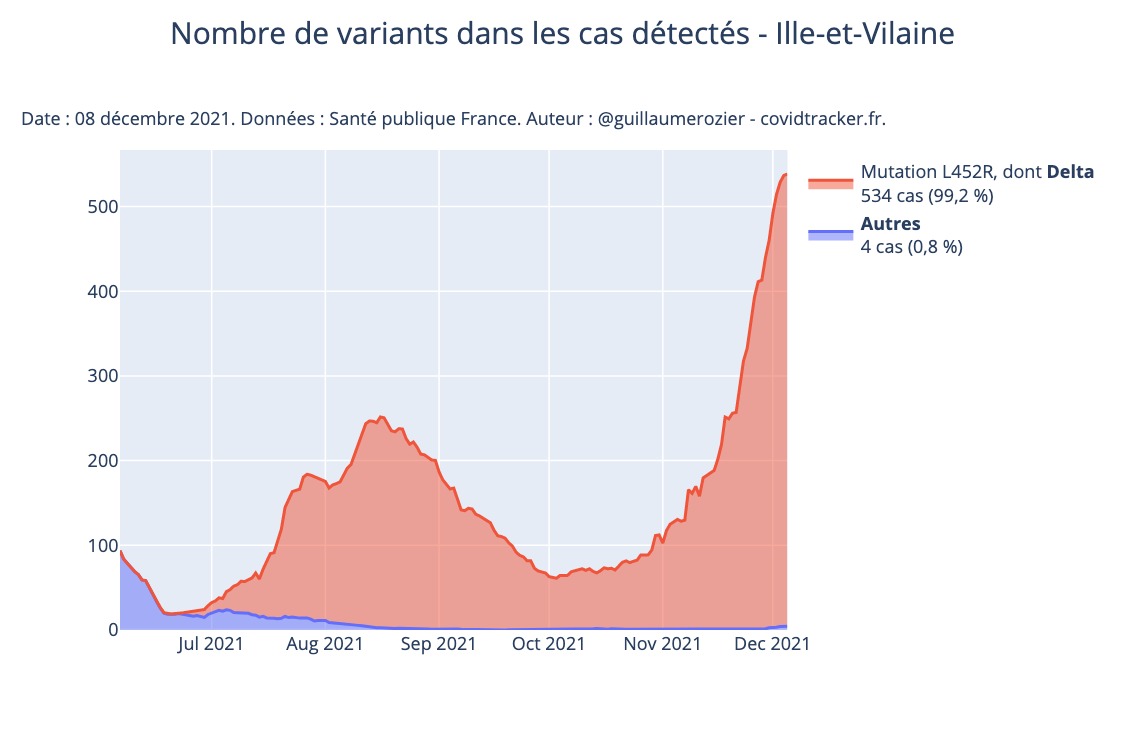 Nombre de variants dans les cas détectés - Ille-et-Vilaine
Date : 08 décembre 2021. Données : Santé publique France. Auteur : @guillaumerozier - covidtracker.fr.
Mutation L452R, dont Delta
534 cas (99,2 %)
Autres
4 cas (0,8 %)
500
400
300
200
100
0
Jul 2021 Aug 2021 Sep 2021 Oct 2021 Nov 2021 Dec 2021